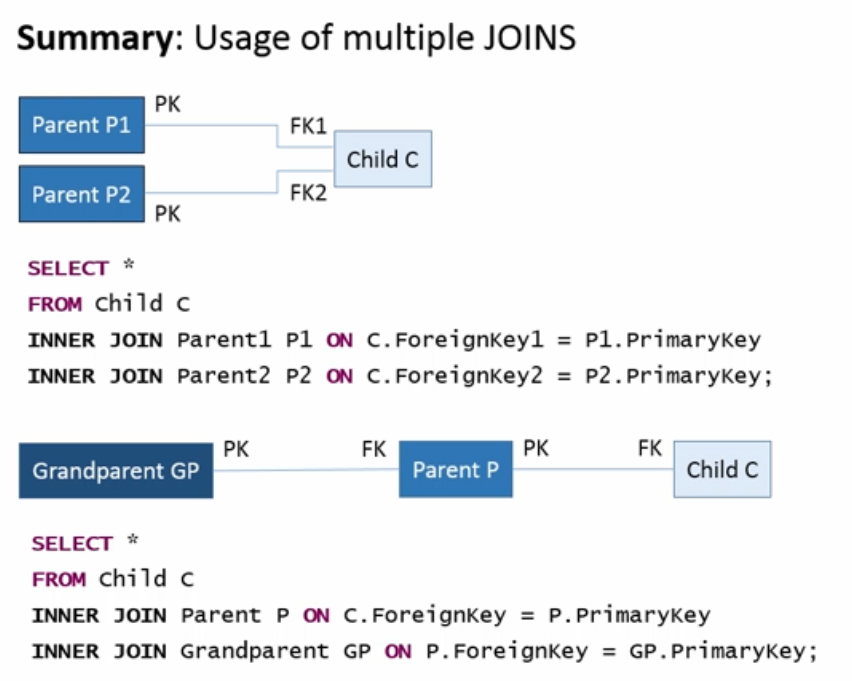 Summary: Usage of multiple JOINS
PK
Parent P1
FK1
Child C
Parent P2
FK2
PK
SELECT *
FROM Child C
INNER JOIN Parent1 P1 ON C.ForeignKey1 = P1.PrimaryKey
INNER JOIN Parent2 P2 ON C.ForeignKey2 = P2.PrimaryKey;
PK FK PK FK
Grandparent GP Parent P Child C
SELECT *
FROM Child C
INNER JOIN Parent P ON C.ForeignKey = P.PrimaryKey
INNER JOIN Grandparent GP ON P.ForeignKey = GP.PrimaryKey;